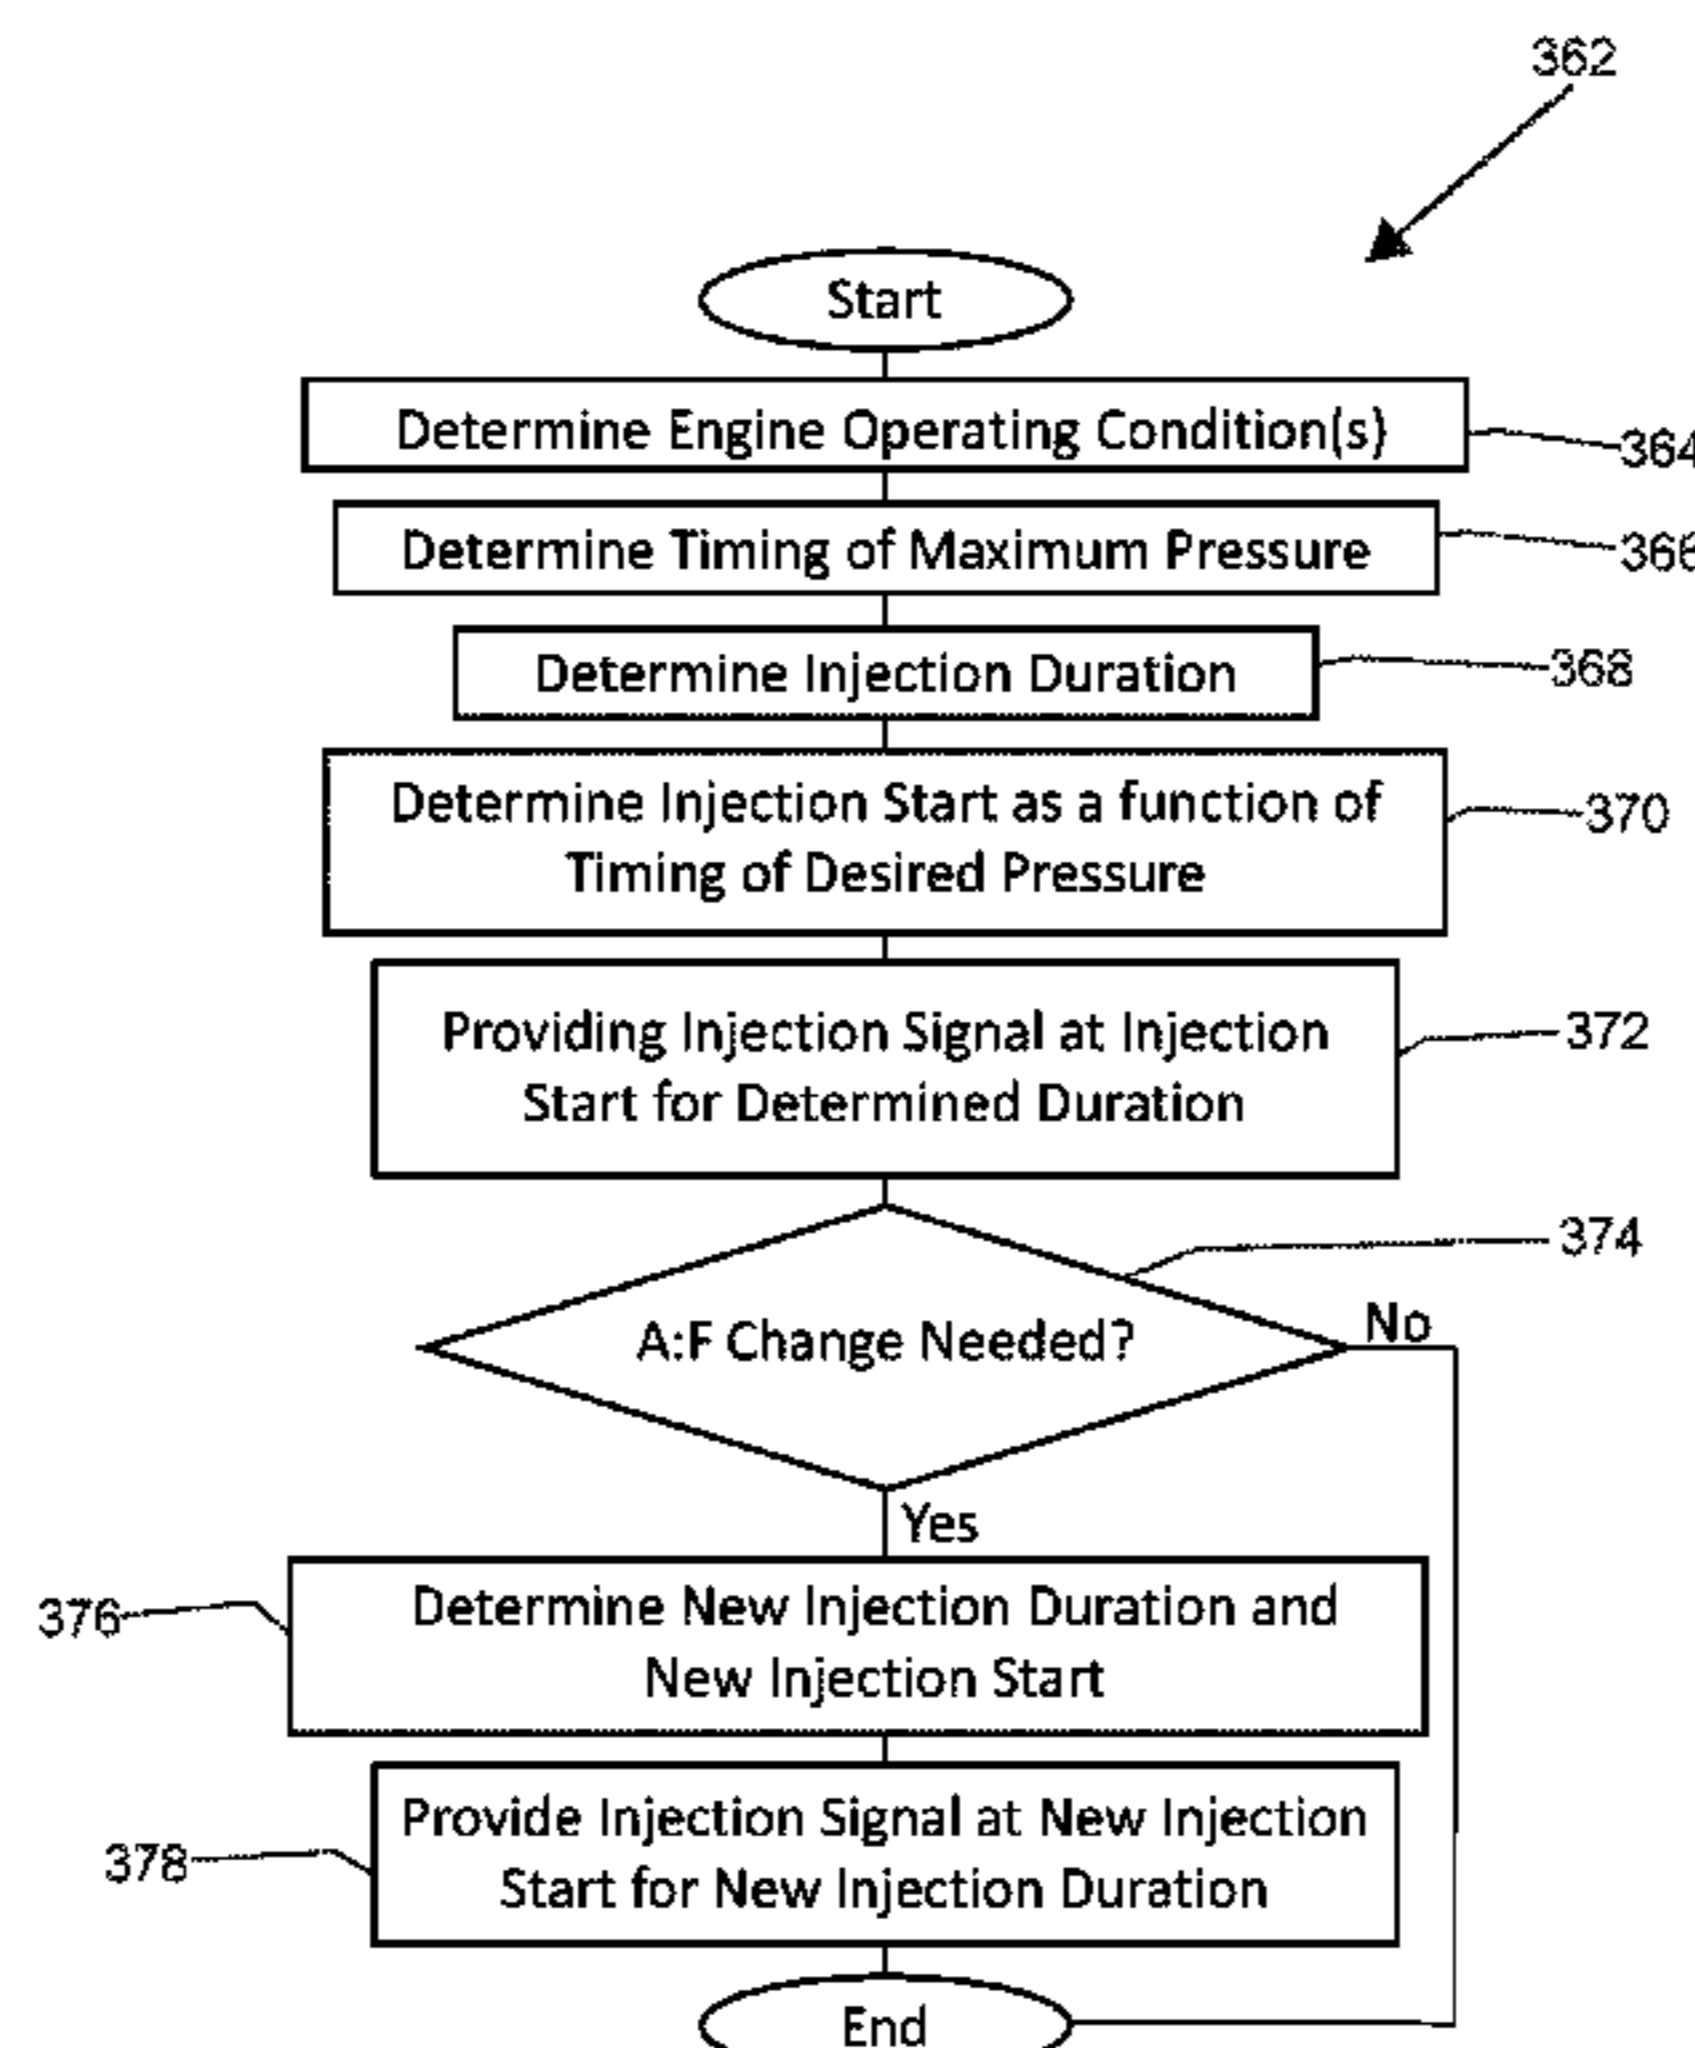 362
Start
Determine Engine Operating Condition(s)
364
Determine Timing of Maximum Pressure
366
Determine Injection Duration
368
Determine Injection Start as a function of
Timing of Desired Pressure
370
Providing Injection Signal at Injection
Start for Determined Duration
372
374
A:F Change Needed?
No
Yes
376
Determine New Injection Duration and
New Injection Start
378
Provide Injection Signal at New Injection
Start for New Injection Duration
End